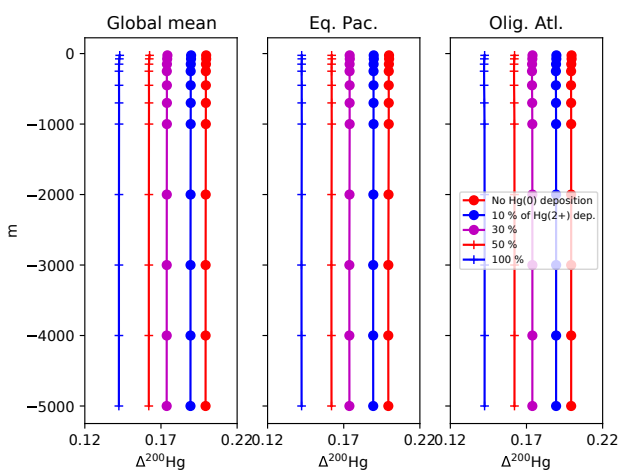 Global mean
Eq. Pac.
Olig. Atl.
0
−1000
−2000
−3000
−4000
−5000
m
No Hg(0) deposition
10 % of Hg(2+) dep.
30 %
50 %
100 %
0.12 0.17 0.22
0.12 0.17 0.22
0.12 0.17 0.22
Δ²⁰⁰Hg
Δ²⁰⁰Hg
Δ²⁰⁰Hg